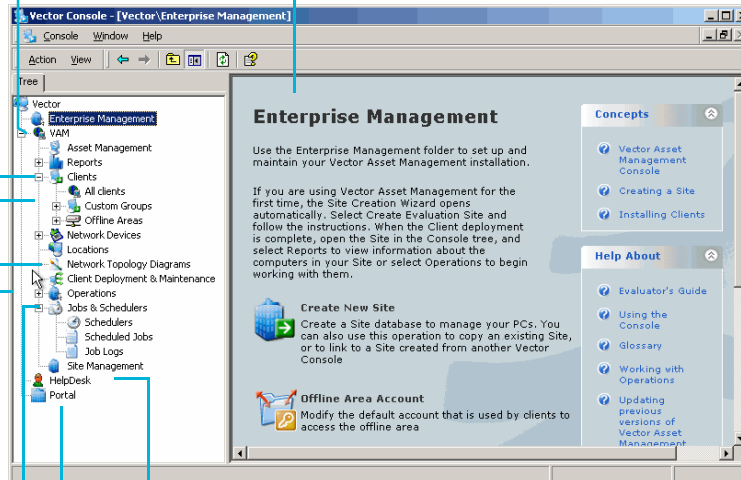 Vector Console - [Vector\Enterprise Management]
Console Window Help
Action View
Tree
Vector
Enterprise Management
VAM
Asset Management
Reports
Clients
All clients
Custom Groups
Offline Areas
Network Devices
Locations
Network Topology Diagrams
Client Deployment & Maintenance
Operations
Jobs & Schedulers
Schedulers
Scheduled Jobs
Job Logs
Site Management
HelpDesk
Portal
Enterprise Management
Use the Enterprise Management folder to set up and
maintain your Vector Asset Management installation.
If you are using Vector Asset Management for the
first time, the Site Creation Wizard opens
automatically. Select Create Evaluation Site and
follow the instructions. When the Client deployment
is complete, open the Site in the Console tree, and
select Reports to view information about the
computers in your Site or select Operations to begin
working with them.
Create New Site
Create a Site database to manage your PCs. You
can also use this operation to copy an existing Site,
or to link to a Site created from another Vector
Console
Offline Area Account
Modify the default account that is used by clients to
access the offline area
Concepts
Vector Asset
Management
Console
Creating a Site
Installing Clients
Help About
Evaluator's Guide
Using the
Console
Glossary
Working with
Operations
Updating
previous
versions of
Vector Asset
Management